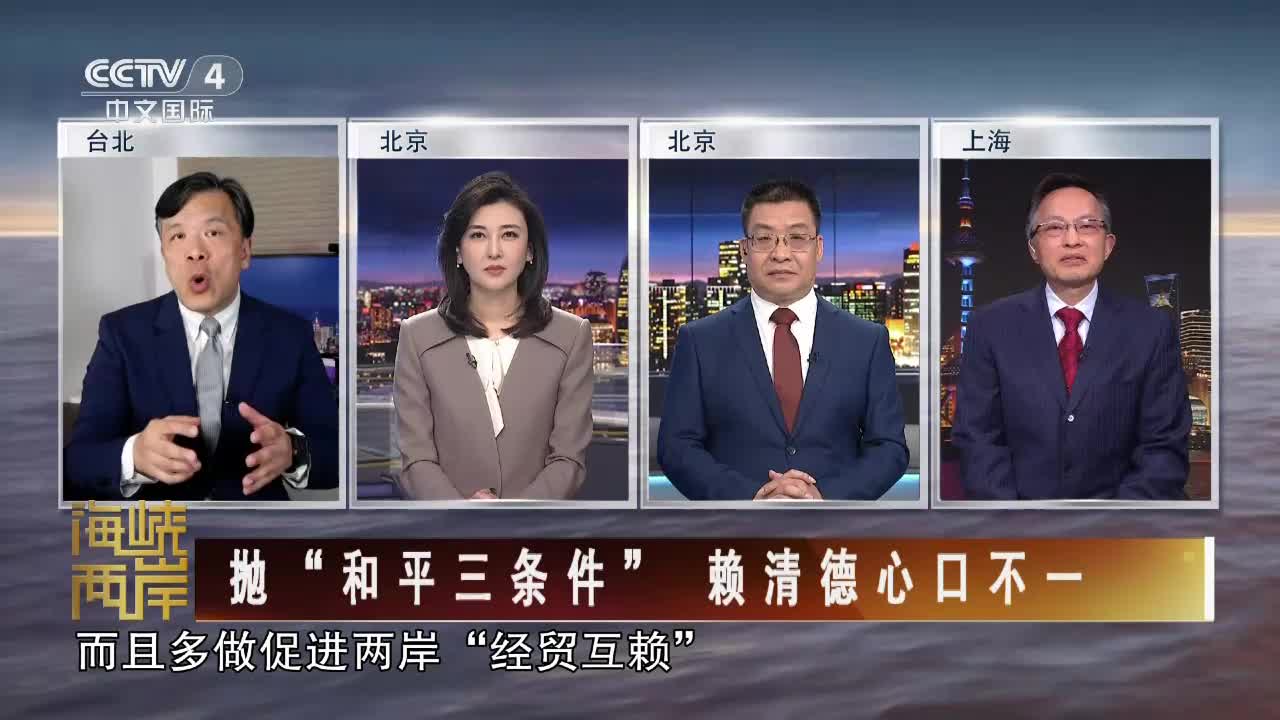 CCTV 4
中文国际
台北
北京
北京
上海
海峡
两岸
抛“和平三条件” 赖清德心口不一
而且多做促进两岸“经贸互赖”